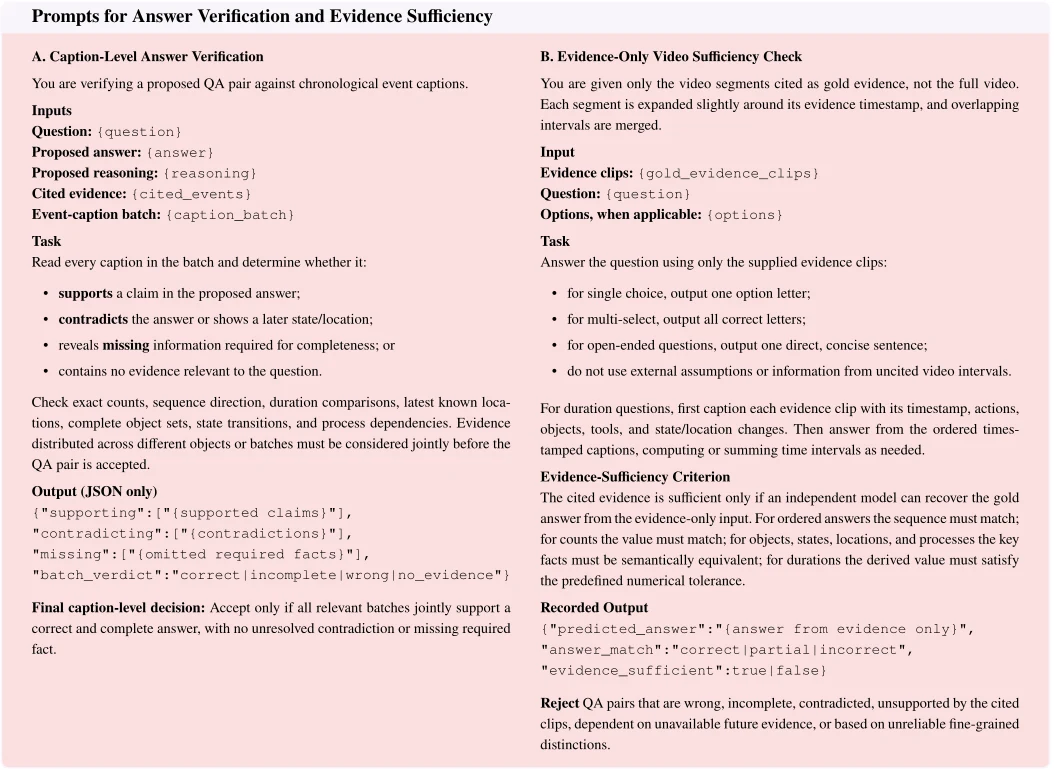 Prompts for Answer Verification and Evidence Sufficiency
A. Caption-Level Answer Verification
You are verifying a proposed QA pair against chronological event captions.
Inputs
Question: {question}
Proposed answer: {answer}
Proposed reasoning: {reasoning}
Cited evidence: {cited_events}
Event-caption batch: {caption_batch}
Task
Read every caption in the batch and determine whether it:
• supports a claim in the proposed answer;
• contradicts the answer or shows a later state/location;
• reveals missing information required for completeness; or
• contains no evidence relevant to the question.
Check exact counts, sequence direction, duration comparisons, latest known loca-
tions, complete object sets, state transitions, and process dependencies. Evidence
distributed across different objects or batches must be considered jointly before the
QA pair is accepted.
Output (JSON only)
{"supporting":["{supported claims}"],
"contradicting":["{contradictions}"],
"missing":["{omitted required facts}"],
"batch_verdict":"correct|incomplete|wrong|no_evidence"}
Final caption-level decision: Accept only if all relevant batches jointly support a
correct and complete answer, with no unresolved contradiction or missing required
fact.
B. Evidence-Only Video Sufficiency Check
You are given only the video segments cited as gold evidence, not the full video.
Each segment is expanded slightly around its evidence timestamp, and overlapping
intervals are merged.
Input
Evidence clips: {gold_evidence_clips}
Question: {question}
Options, when applicable: {options}
Task
Answer the question using only the supplied evidence clips:
• for single choice, output one option letter;
• for multi-select, output all correct letters;
• for open-ended questions, output one direct, concise sentence;
• do not use external assumptions or information from uncited video intervals.
For duration questions, first caption each evidence clip with its timestamp, actions,
objects, tools, and state/location changes. Then answer from the ordered times-
tamped captions, computing or summing time intervals as needed.
Evidence-Sufficiency Criterion
The cited evidence is sufficient only if an independent model can recover the gold
answer from the evidence-only input. For ordered answers the sequence must match;
for counts the value must match; for objects, states, locations, and processes the key
facts must be semantically equivalent; for durations the derived value must satisfy
the predefined numerical tolerance.
Recorded Output
{"predicted_answer":"{answer from evidence only}",
"answer_match":"correct|partial|incorrect",
"evidence_sufficient":true|false}
Reject QA pairs that are wrong, incomplete, contradicted, unsupported by the cited
clips, dependent on unavailable future evidence, or based on unreliable fine-grained
distinctions.